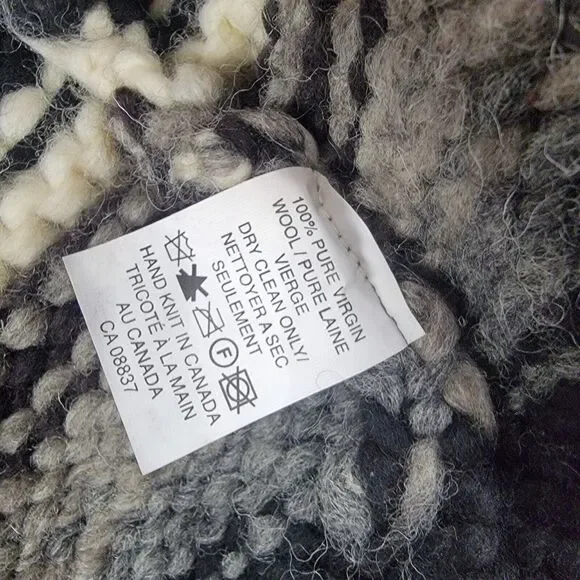 100% PURE VIRGIN
WOOL / PURE LAINE
VIERGE
DRY CLEAN ONLY/
NETTOYER A SEC
SEULEMENT
F
HAND KNIT IN CANADA
TRICOTÉ À LA MAIN
AU CANADA
CA 08837